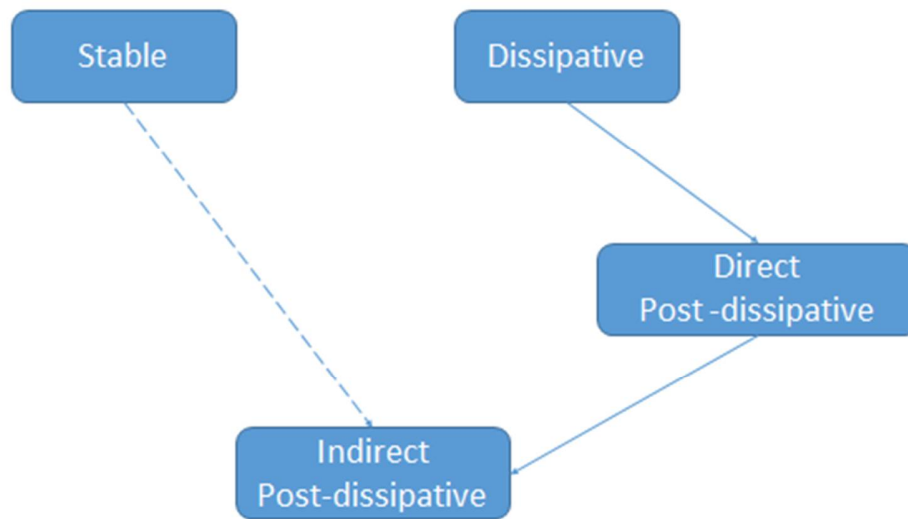 Stable
Dissipative
Direct
Post -dissipative
Indirect
Post-dissipative